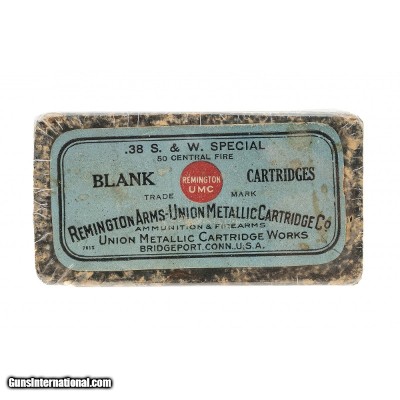 .38 S. & W. SPECIAL
50 CENTRAL FIRE
BLANK REMINGTON UMC CARTRIDGES
TRADE MARK
REMINGTON ARMS-UNION METALLIC CARTRIDGE CO
AMMUNITION & FIREARMS
UNION METALLIC CARTRIDGE WORKS
BRIDGEPORT, CONN. U.S.A.
GunsInternational.com